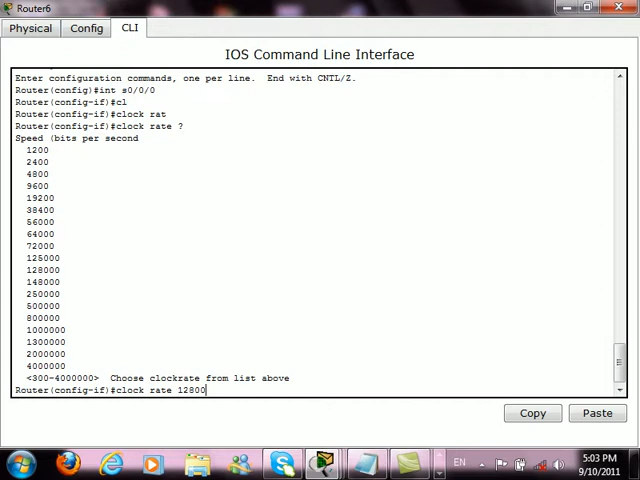 Router6
Physical Config CLI
IOS Command Line Interface
Enter configuration commands, one per line.  End with CNTL/Z.
Router(config)#int s0/0/0
Router(config-if)#cl
Router(config-if)#clock rat
Router(config-if)#clock rate ?
Speed (bits per second
1200
2400
4800
9600
19200
38400
56000
64000
72000
125000
128000
148000
250000
500000
800000
1000000
1300000
2000000
4000000
<300-4000000>  Choose clockrate from list above
Router(config-if)#clock rate 12800
Copy Paste
EN
5:03 PM
9/10/2011